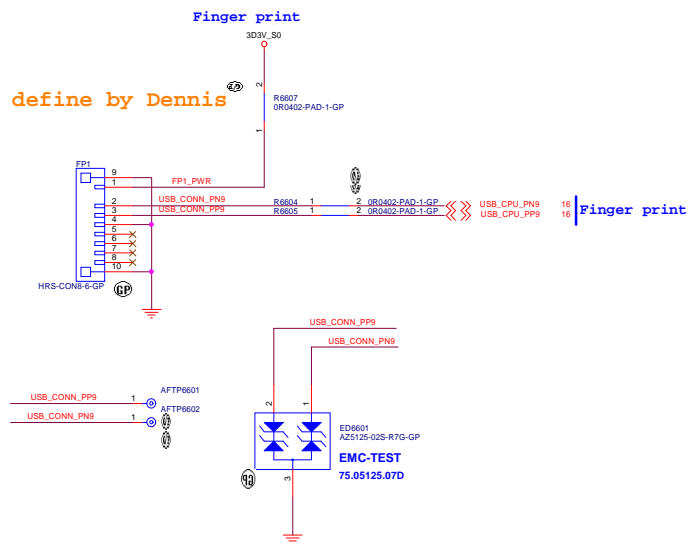 Finger print
3D3V_S0
define by Dennis
2
R6607
0R0402-PAD-1-GP
1
FP1
9
1
FP1_PWR
2
USB_CONN_PN9
R6604
1
2
0R0402-PAD-1-GP
USB_CPU_PN9
16
3
USB_CONN_PP9
R6605
1
2
0R0402-PAD-1-GP
USB_CPU_PP9
16
Finger print
4
5
6
7
8
10
HRS-CON8-6-GP
GP
USB_CONN_PP9
USB_CONN_PN9
USB_CONN_PP9
1
AFTP6601
USB_CONN_PN9
1
AFTP6602
2
1
ED6601
AZ5125-02S-R7G-GP
EMC-TEST
75.05125.07D
3